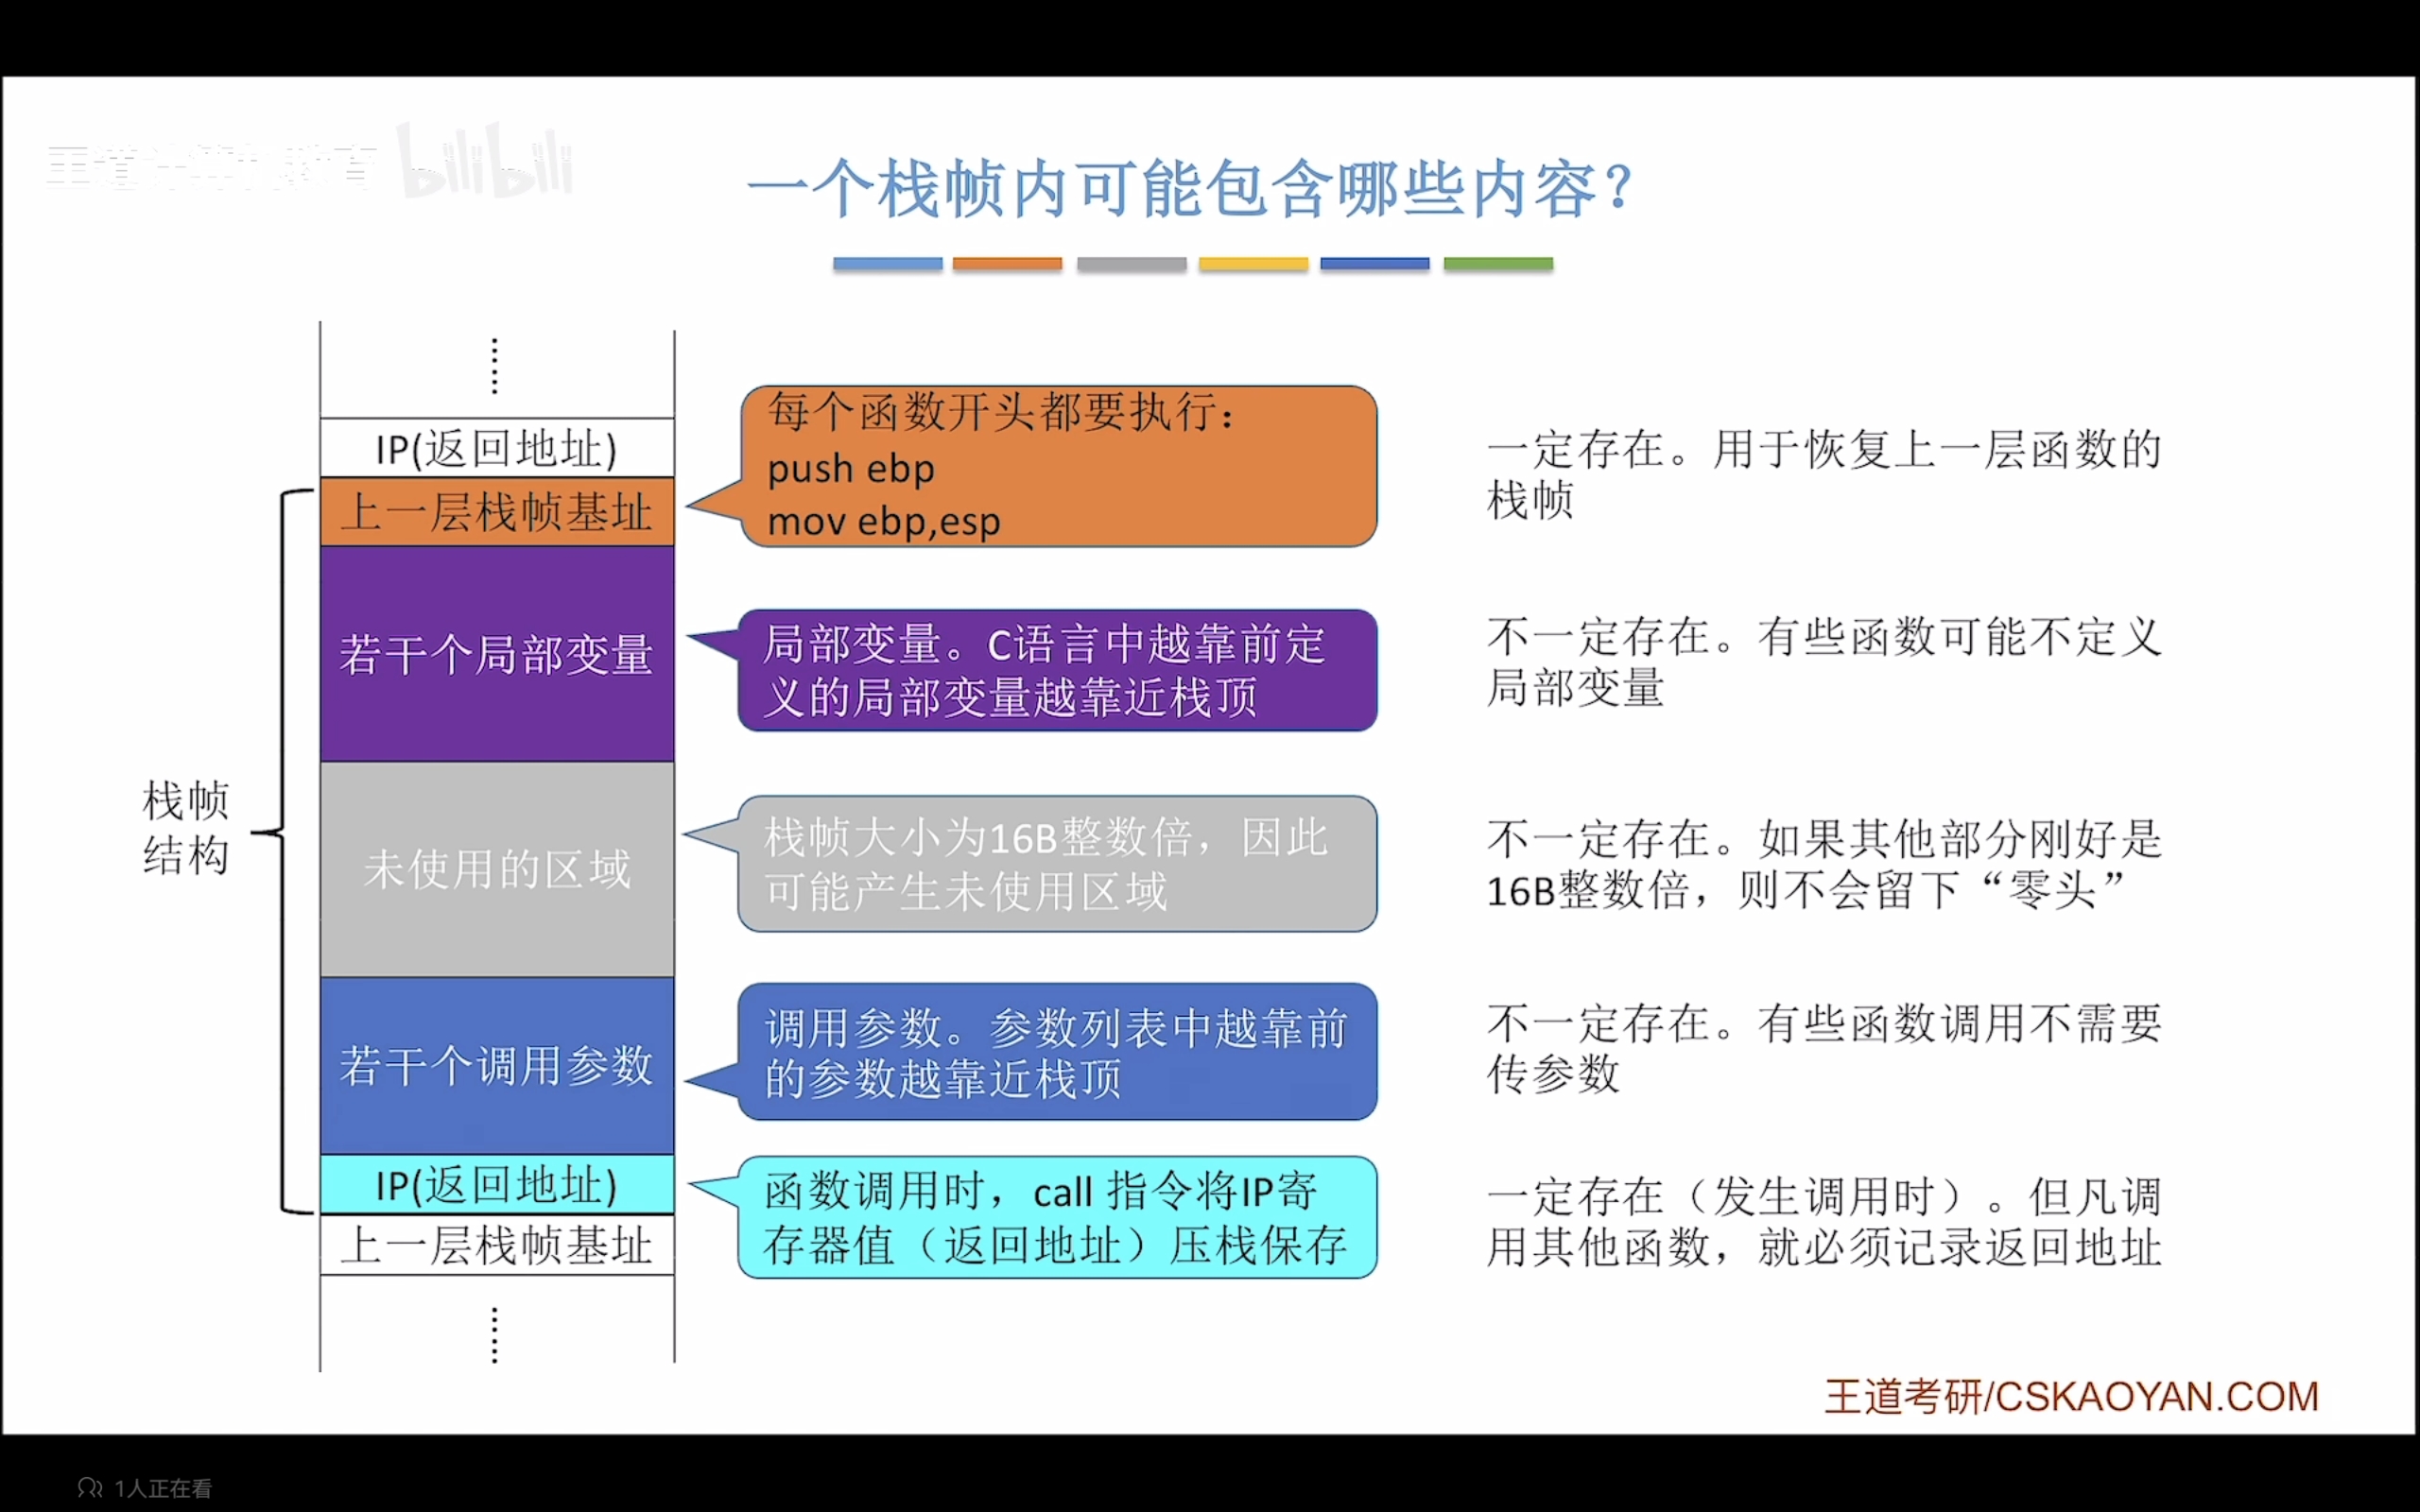 王道计算机教育 bilibili
一个栈帧内可能包含哪些内容？
IP(返回地址)
上一层栈帧基址
若干个局部变量
未使用的区域
若干个调用参数
IP(返回地址)
上一层栈帧基址
栈帧
结构
每个函数开头都要执行：
push ebp
mov ebp,esp
一定存在。用于恢复上一层函数的
栈帧
局部变量。C语言中越靠前定
义的局部变量越靠近栈顶
不一定存在。有些函数可能不定义
局部变量
栈帧大小为16B整数倍，因此
可能产生未使用区域
不一定存在。如果其他部分刚好是
16B整数倍，则不会留下“零头”
调用参数。参数列表中越靠前
的参数越靠近栈顶
不一定存在。有些函数调用不需要
传参数
函数调用时，call 指令将IP寄
存器值（返回地址）压栈保存
一定存在（发生调用时）。但凡调
用其他函数，就必须记录返回地址
王道考研/CSKAOYAN.COM
1人正在看